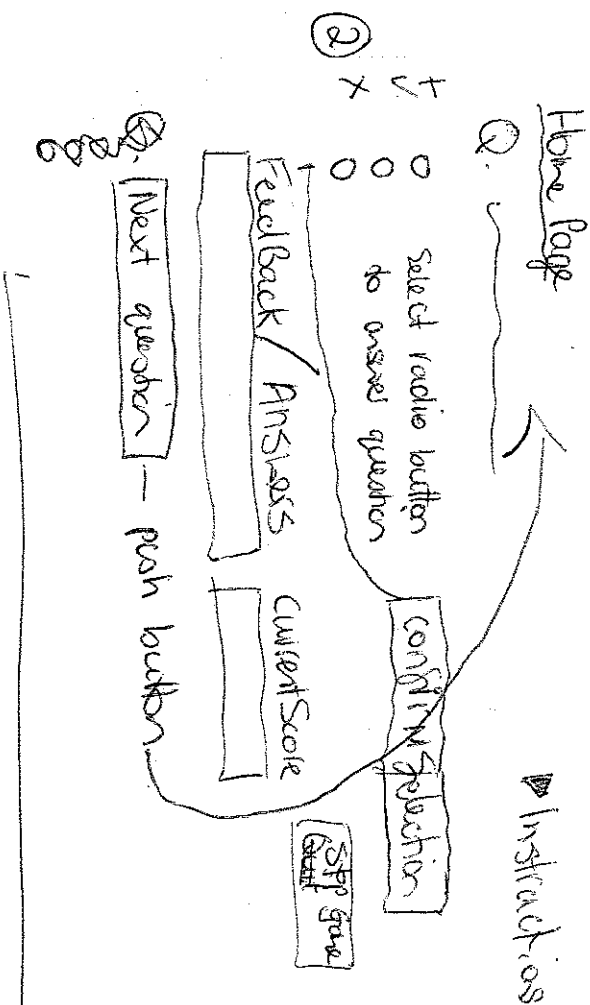 Home Page
▶ Instructions
Q.
Select radio button
to answer question
Confirm Selection
②
FeedBack / Answers
Current Score
Stop game
Next question — push button